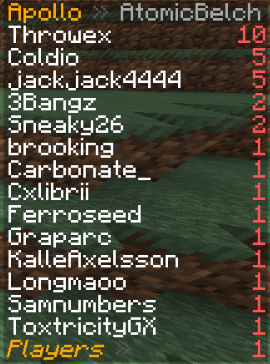 Apollo » AtomicBelch
Throwex 10
Coldio 5
jackjack4444 5
3Bangz 2
Sneaky26 2
brooking 1
Carbonate_ 1
Cxlibrii 1
Ferroseed 1
Graparc 1
KalleAxelsson 1
Longmaoo 1
Samnumbers 1
ToxtricityGX 1
Players » 1